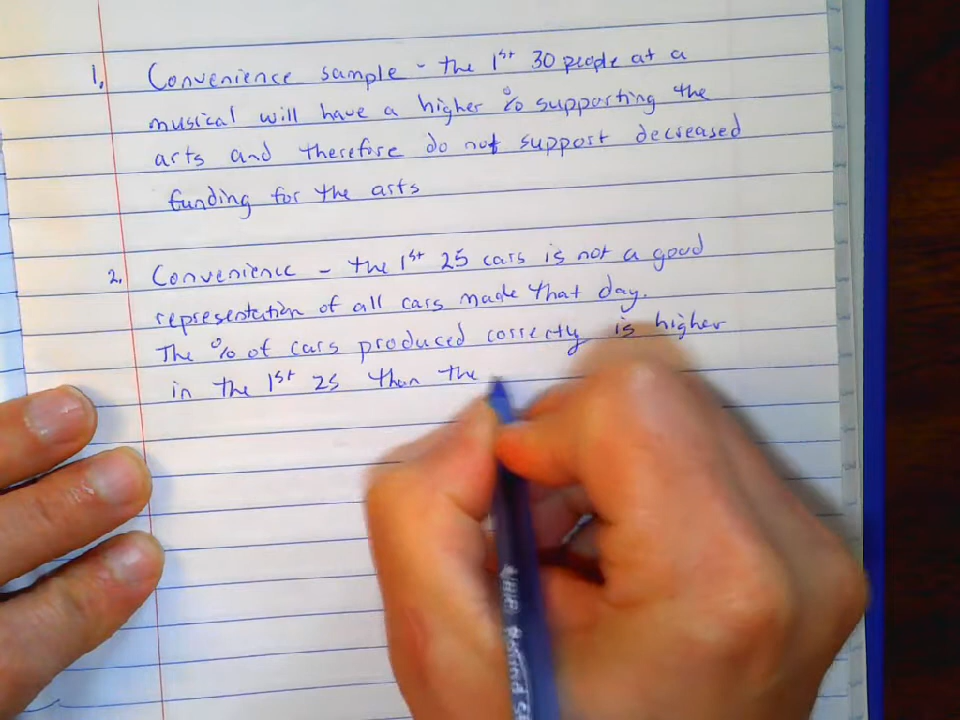 1. Convenience sample - the 1st 30 people at a
musical will have a higher % supporting the
arts and therefore do not support decreased
funding for the arts
2. Convenience - the 1st 25 cars is not a good
representation of all cars made that day.
The % of cars produced correcty is higher
in the 1st 25 than the